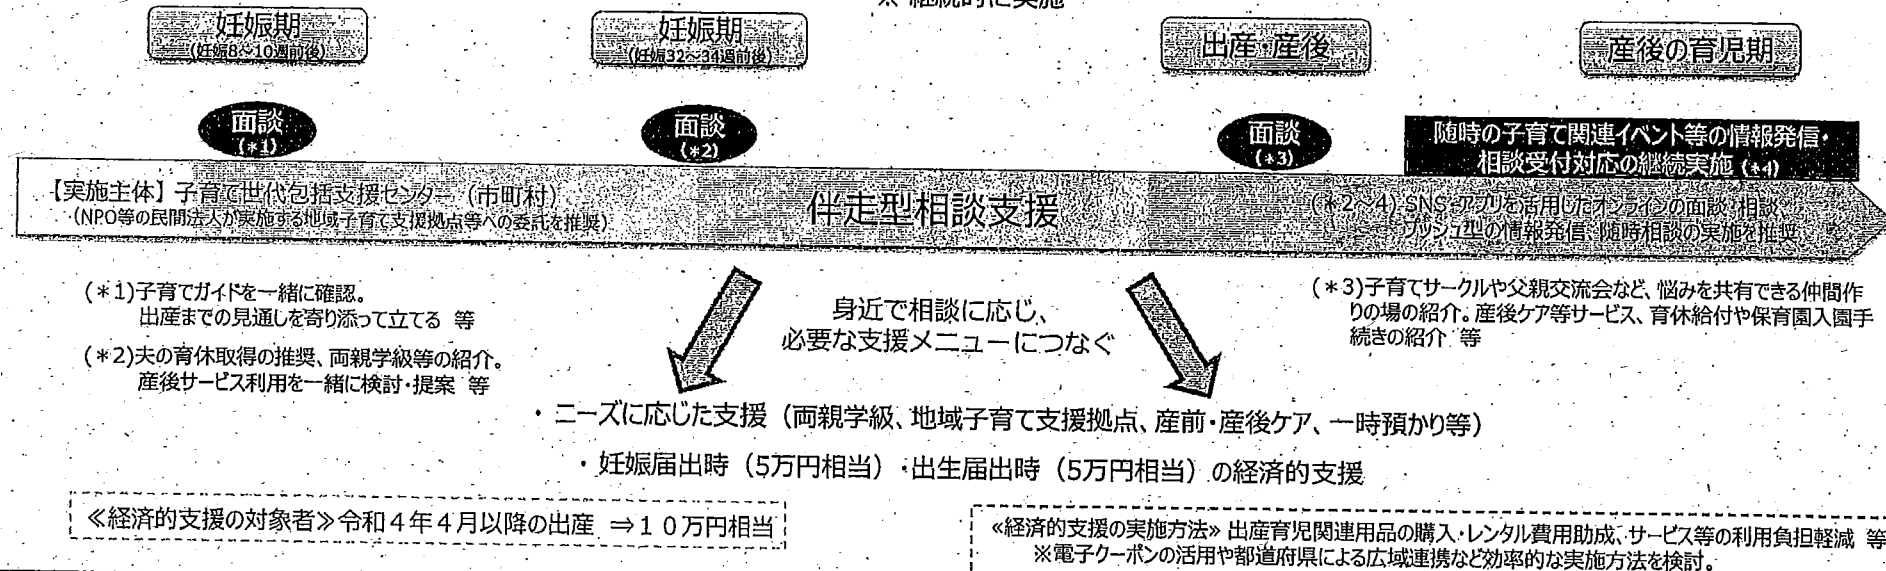 ※ 継続的に実施
妊娠期
(妊娠8～10週前後)
妊娠期
(妊娠32～34週前後)
出産・産後
産後の育児期
面談
(*1)
面談
(*2)
面談
(*3)
随時の子育て関連イベント等の情報発信・
相談受付対応の継続実施 (*4)
【実施主体】子育て世代包括支援センター（市町村）
（NPO等の民間法人が実施する地域子育て支援拠点等への委託を推奨）
伴走型相談支援
(*2～4) SNS・アプリを活用したオンラインの面談・相談、
プッシュ型の情報発信、随時相談の実施を推奨
(*1)子育てガイドを一緒に確認。
出産までの見通しを寄り添って立てる 等
(*2)夫の育休取得の推奨、両親学級等の紹介。
産後サービス利用を一緒に検討・提案 等
身近で相談に応じ、
必要な支援メニューにつなぐ
(*3)子育てサークルや父親交流会など、悩みを共有できる仲間作
りの場の紹介。産後ケア等サービス、育休給付や保育園入園手
続きの紹介 等
・ニーズに応じた支援（両親学級、地域子育て支援拠点、産前・産後ケア、一時預かり等）
・妊娠届出時（5万円相当）・出生届出時（5万円相当）の経済的支援
≪経済的支援の対象者≫令和４年４月以降の出産 ⇒１０万円相当
≪経済的支援の実施方法≫ 出産育児関連用品の購入・レンタル費用助成、サービス等の利用負担軽減 等
※電子クーポンの活用や都道府県による広域連携など効率的な実施方法を検討。